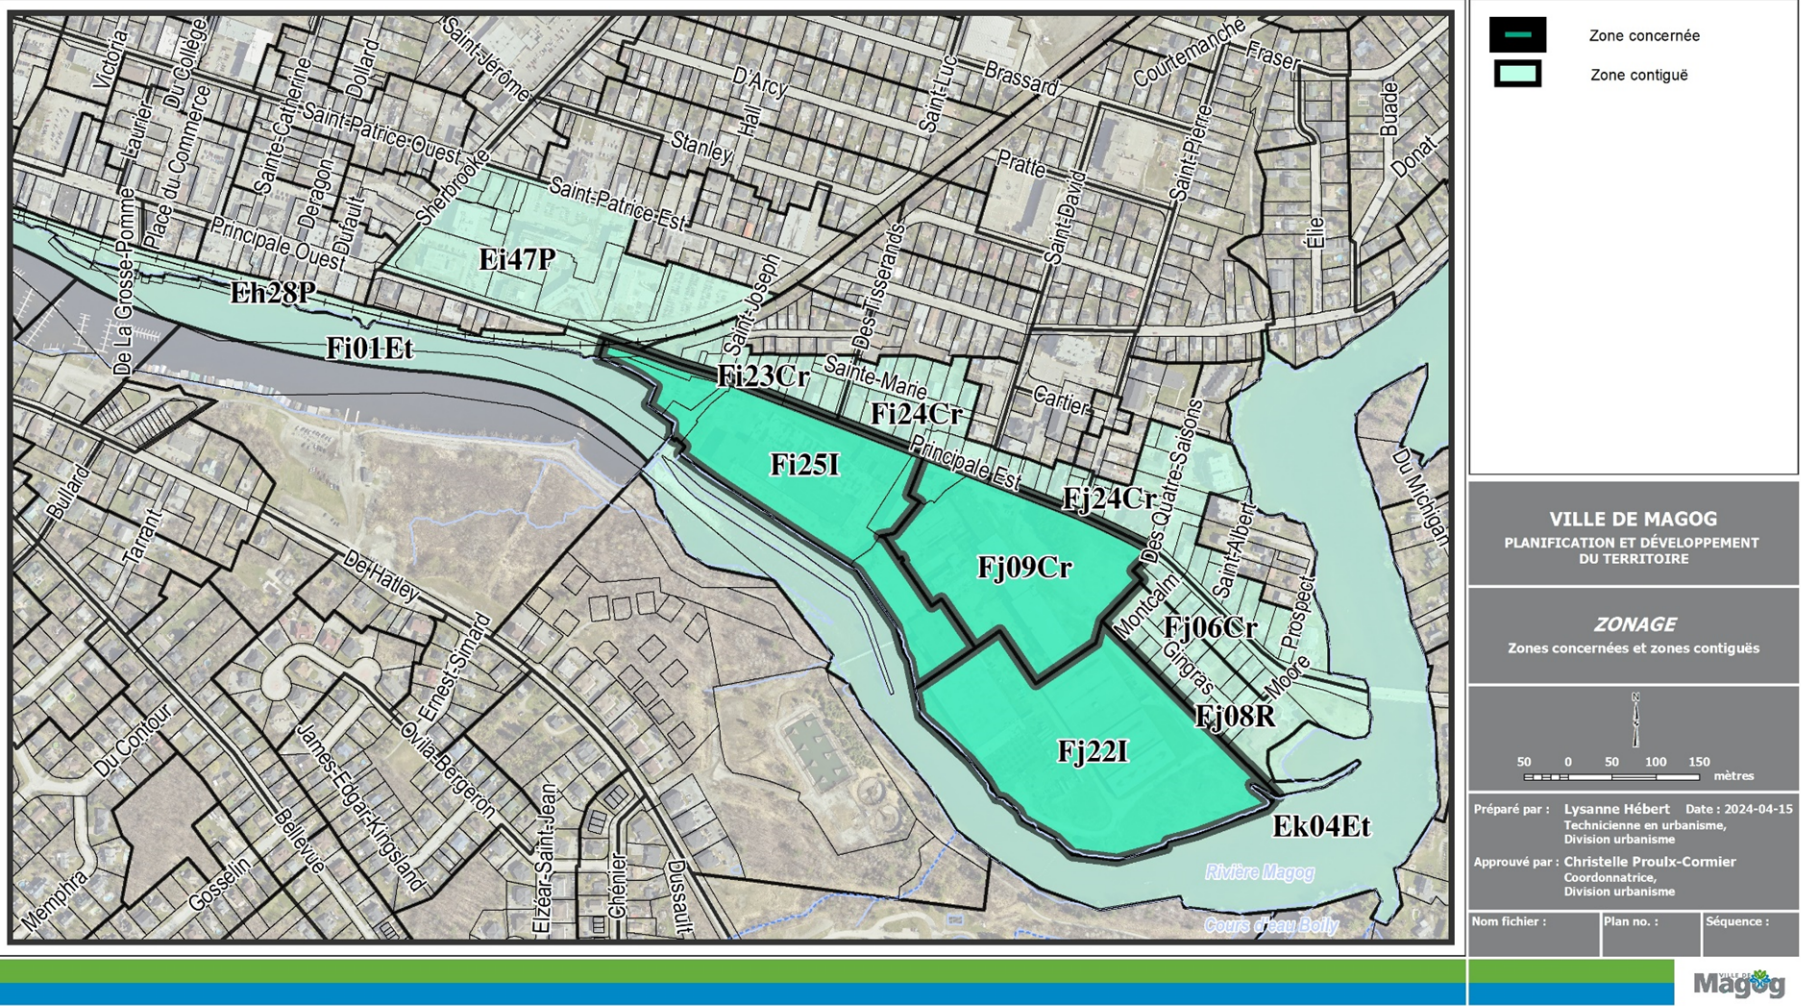 Victoria
Du Collège
Laurier
Place du Commerce
Sainte-Catherine
Dollard
Saint-Patrice-Ouest
Saint-Jérôme
Deragon
Dufault
Sherbrooke
Principale Ouest
De La Grosse-Pomme
D'Arcy
Hall
Stanley
Saint-Luc
Brassard
Courtemanche
Fraser
Buade
Donat
Pratte
Saint-David
Saint-Pierre
Élie
Saint-Patrice-Est
Saint-Joseph
Des-Tisserands
Sainte-Marie
Cartier
Principale Est
Des-Quatre-Saisons
Saint-Albert
Prospect
Montcalm
Gingras
Moore
Du Michigan
Ei47P
Eh28P
Fi01Et
Fi23Cr
Fi24Cr
Fi25I
Fj24Cr
Fj09Cr
Fj06Cr
Fj08R
Fj22I
Ek04Et
Bullard
Tarrant
De Hatley
Ernest-Simard
Ovila-Bergeron
James-Edgar-Kingsland
Du Contour
Bellevue
Memphra
Gosselin
Elzéar-Saint-Jean
Chénier
Dussault
Rivière Magog
Cours d'eau Boily
Zone concernée
Zone contiguë
VILLE DE MAGOG
PLANIFICATION ET DÉVELOPPEMENT
DU TERRITOIRE
ZONAGE
Zones concernées et zones contiguës
N
50 0 50 100 150
mètres
Préparé par : Lysanne Hébert Date : 2024-04-15
Technicienne en urbanisme,
Division urbanisme
Approuvé par : Christelle Proulx-Cormier
Coordonnatrice,
Division urbanisme
Nom fichier : Plan no. : Séquence :
VILLE DE
Magog